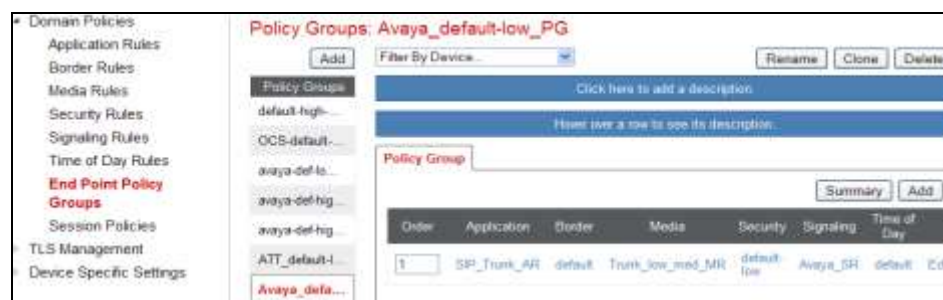 Domain Policies
Application Rules
Border Rules
Media Rules
Security Rules
Signaling Rules
Time of Day Rules
End Point Policy
Groups
Session Policies
TLS Management
Device Specific Settings
Policy Groups: Avaya_default-low_PG
Add
Filter By Device...
Rename Clone Delete
Policy Groups
default-high-...
OCS-default-...
avaya-def-lo...
avaya-def-hig...
avaya-def-hig...
ATT_default-l...
Avaya_defa...
Click here to add a description.
Hover over a row to see its description.
Policy Group
Summary Add
Order Application Border Media Security Signaling Time of Day
1 SIP_Trunk_AR default Trunk_low_med_MR default-low Avaya_SR default Ed